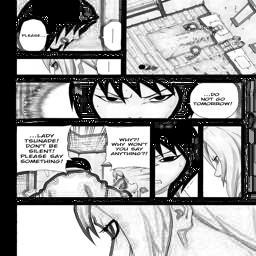 PLEASE...
...DO
NOT GO
TOMORROW!
...LADY
TSUNADE!
DON'T BE
SILENT!
PLEASE SAY
SOMETHING!
WHY?!
WHY WON'T
YOU SAY
ANYTHING?!